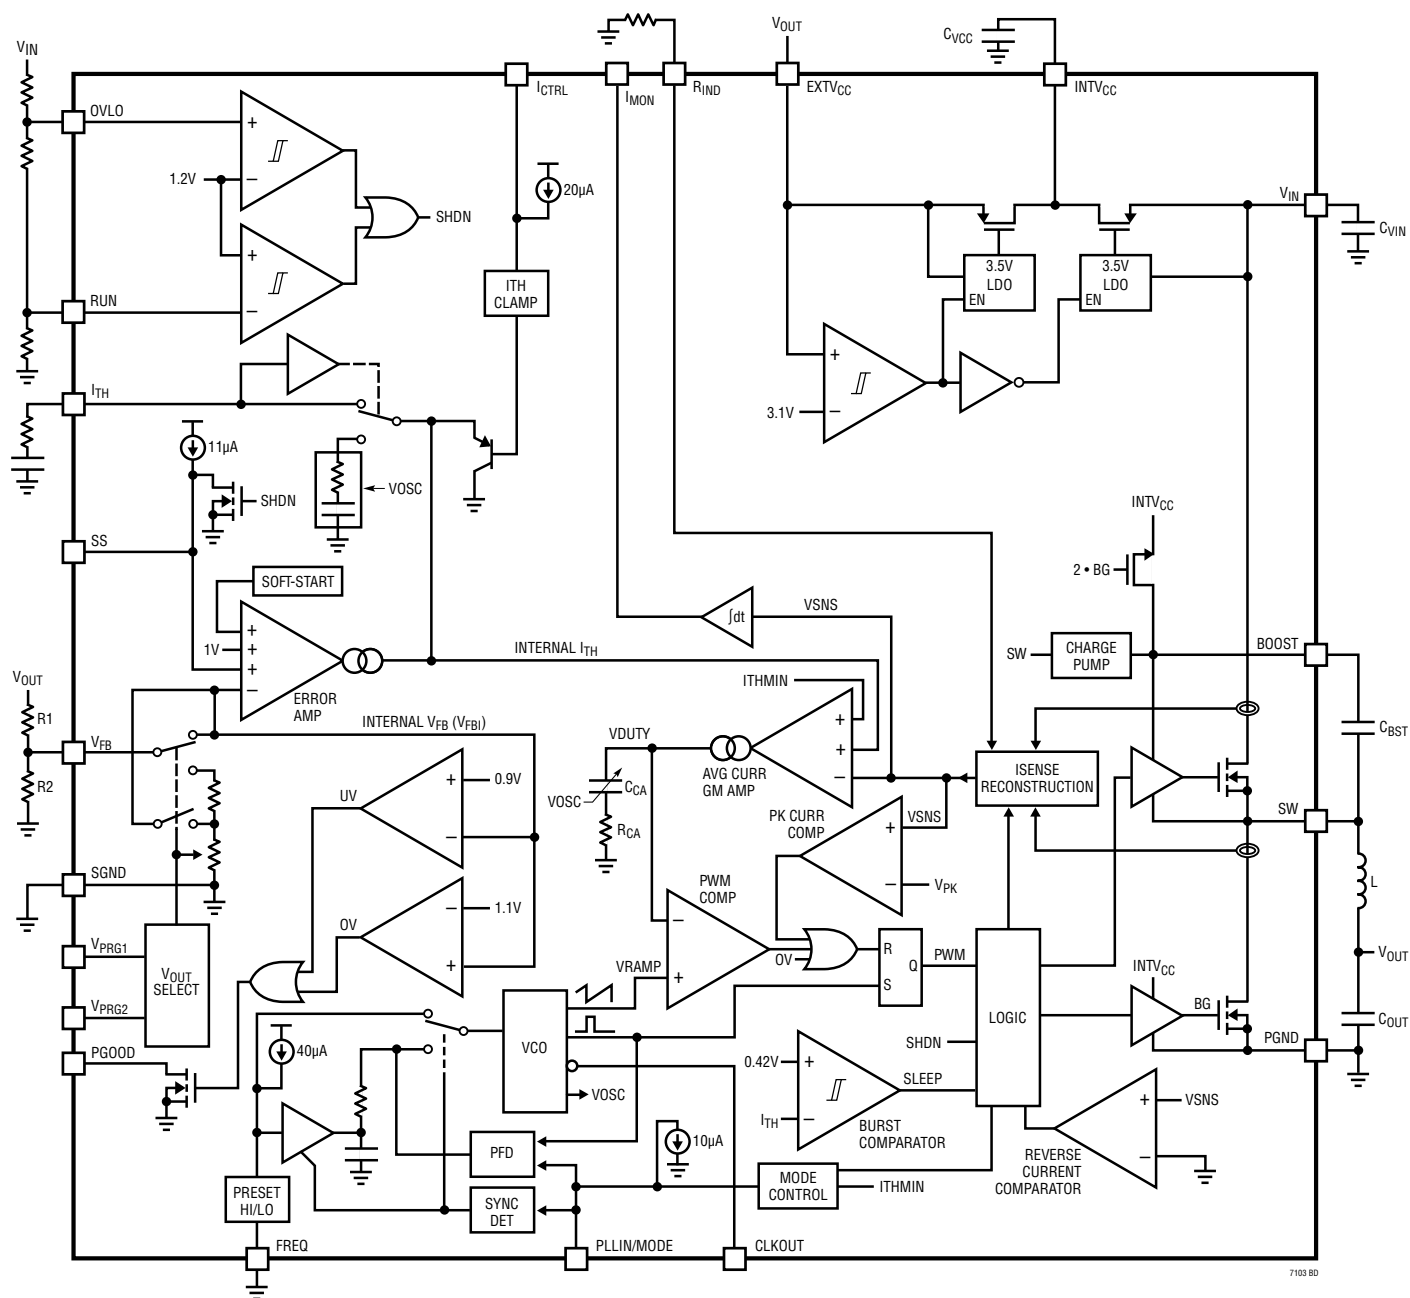 VOUT
CVCC
VIN
ICTRL
IMON
RIND
EXTVCC
INTVCC
OVLO
+
1.2V
−
20µA
SHDN
VIN
CVIN
+
−
ITH
CLAMP
3.5V
LDO
EN
3.5V
LDO
EN
RUN
+
−
3.1V
ITH
11µA
SHDN
VOSC
INTVCC
2 • BG
SS
SOFT-START
∫dt
VSNS
+
1V
+
+
−
ERROR
AMP
INTERNAL ITH
SW
CHARGE
PUMP
BOOST
ITHMIN
VOUT
R1
VFB
R2
INTERNAL VFB (VFBI)
VDUTY
+
+
−
AVG CURR
GM AMP
ISENSE
RECONSTRUCTION
CBST
SW
UV
+
0.9V
−
VOSC
CCA
RCA
PK CURR
COMP
+
VSNS
−
VPK
SGND
OV
−
1.1V
+
PWM
COMP
−
+
VRAMP
OV
R
Q
S
PWM
LOGIC
L
VOUT
VPRG1
VOUT
SELECT
VPRG2
INTVCC
BG
COUT
PGND
PGOOD
40µA
VCO
VOSC
0.42V
+
ITH
−
SLEEP
BURST
COMPARATOR
SHDN
+
VSNS
−
REVERSE
CURRENT
COMPARATOR
PFD
10µA
PRESET
HI/LO
SYNC
DET
MODE
CONTROL
ITHMIN
FREQ
PLLIN/MODE
CLKOUT
7103 BD